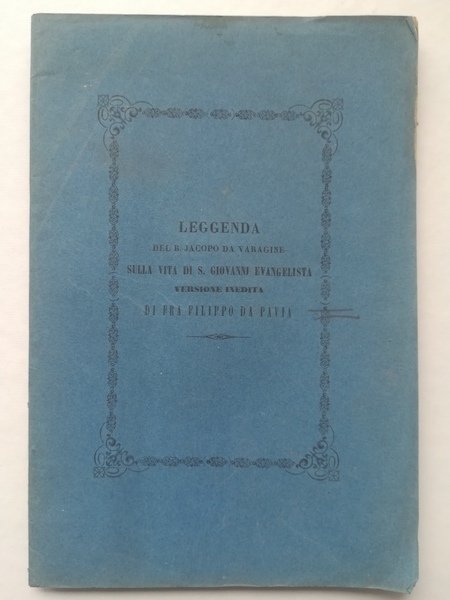 LEGGENDA
DEL B. JACOPO DA VARAGINE
SULLA VITA DI S. GIOVANNI EVANGELISTA
VERSIONE INEDITA
DI FRA FILIPPO DA PAVIA